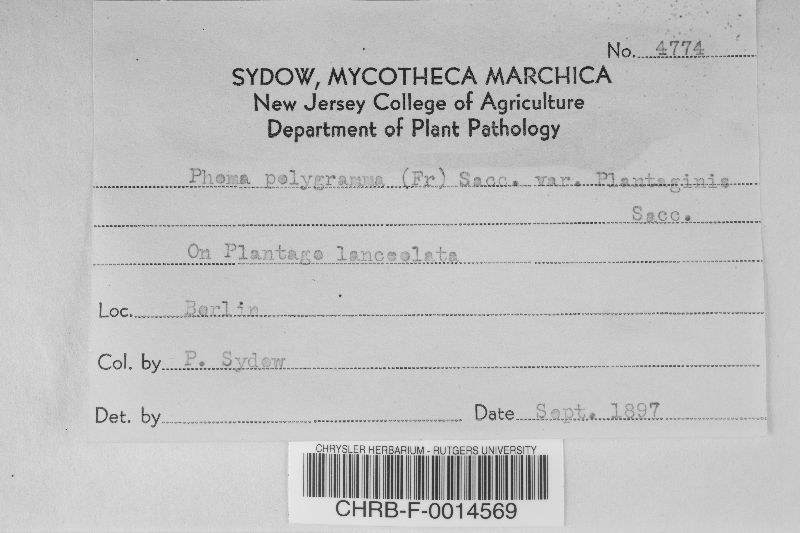 No. 4774
SYDOW, MYCOTHECA MARCHICA
New Jersey College of Agriculture
Department of Plant Pathology
Phoma polygramma (Fr) Sacc. var. Plantaginis
Sacc.
On Plantago lanceolata
Loc. Berlin
Col. by P. Sydow
Det. by Date Sept. 1897
CHRYSLER HERBARIUM - RUTGERS UNIVERSITY
CHRB-F-0014569